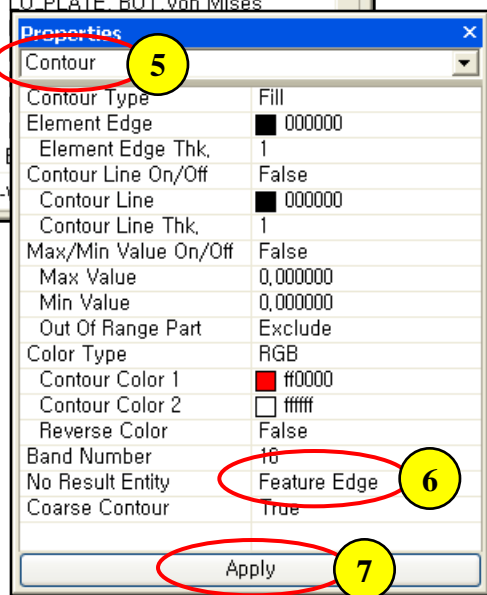 LO_PLATE, BOT,Von Mises
Properties
Contour
5
Contour Type Fill
Element Edge 000000
Element Edge Thk, 1
Contour Line On/Off False
Contour Line 000000
Contour Line Thk, 1
Max/Min Value On/Off False
Max Value 0,000000
Min Value 0,000000
Out Of Range Part Exclude
Color Type RGB
Contour Color 1 ff0000
Contour Color 2 ffffff
Reverse Color False
Band Number 18
No Result Entity Feature Edge
6
Coarse Contour True
Apply
7